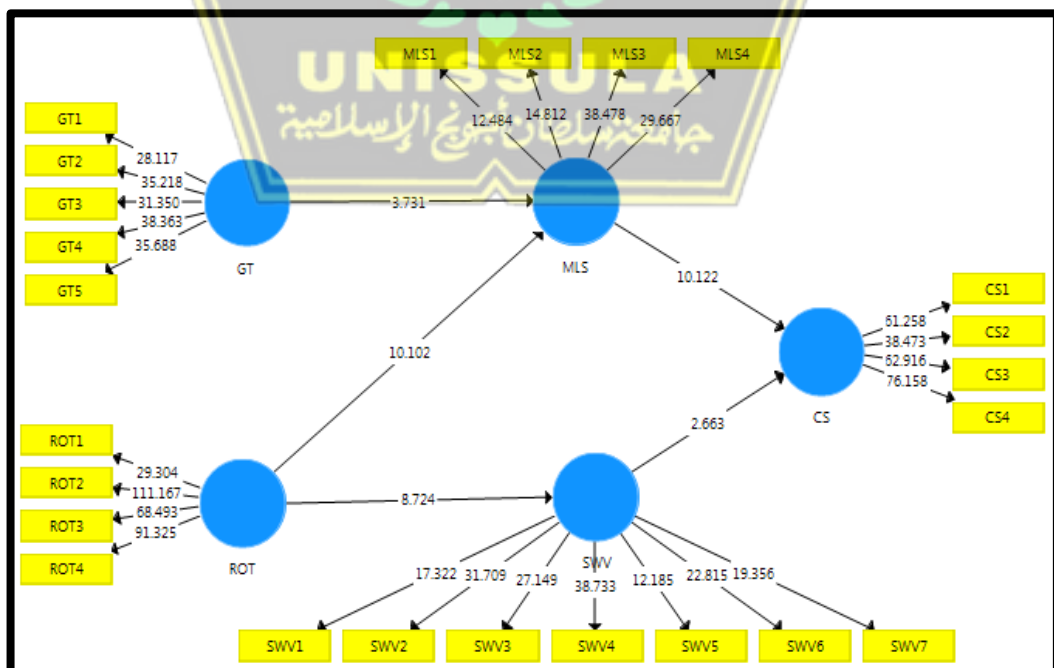 MLS1 MLS2 MLS3 MLS4
UNISSULA
جامعتسلطان أبونج الإسلامية
12.484 14.812 38.478 29.667
GT1
GT2
GT3
GT4
GT5
28.117
35.218
31.350
38.363
35.688
GT
3.731
MLS
10.102
10.122
CS1
CS2
CS3
CS4
61.258
38.473
62.916
76.158
CS
2.663
ROT1
ROT2
ROT3
ROT4
29.304
111.167
68.493
91.325
ROT
8.724
SWV
17.322 31.709 27.149 38.733 12.185 22.815 19.356
SWV1 SWV2 SWV3 SWV4 SWV5 SWV6 SWV7